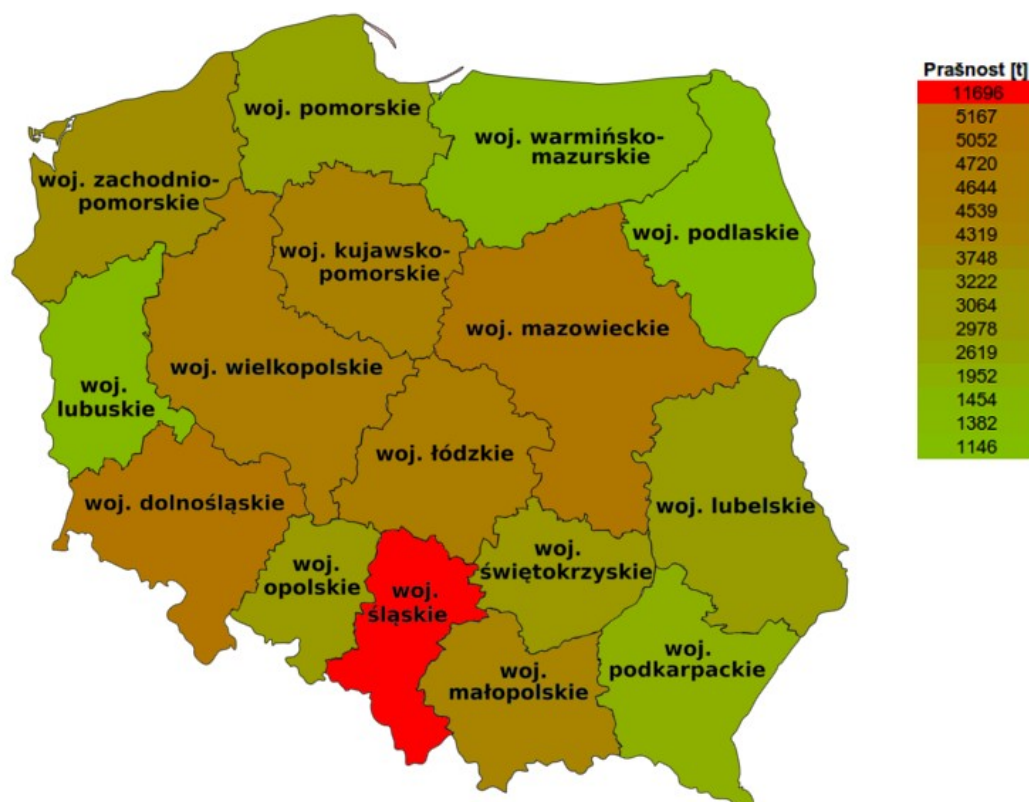 woj. pomorskie
woj. warmińsko-
mazurskie
woj. zachodnio-
pomorskie
woj. podlaskie
woj. kujawsko-
pomorskie
woj. mazowieckie
woj. wielkopolskie
woj.
lubuskie
woj. łódzkie
woj. dolnośląskie
woj. lubelskie
woj.
opolskie
woj.
świętokrzyskie
woj.
śląskie
woj.
podkarpackie
woj.
małopolskie
Prašnost [t]
11696
5167
5052
4720
4644
4539
4319
3748
3222
3064
2978
2619
1952
1454
1382
1146